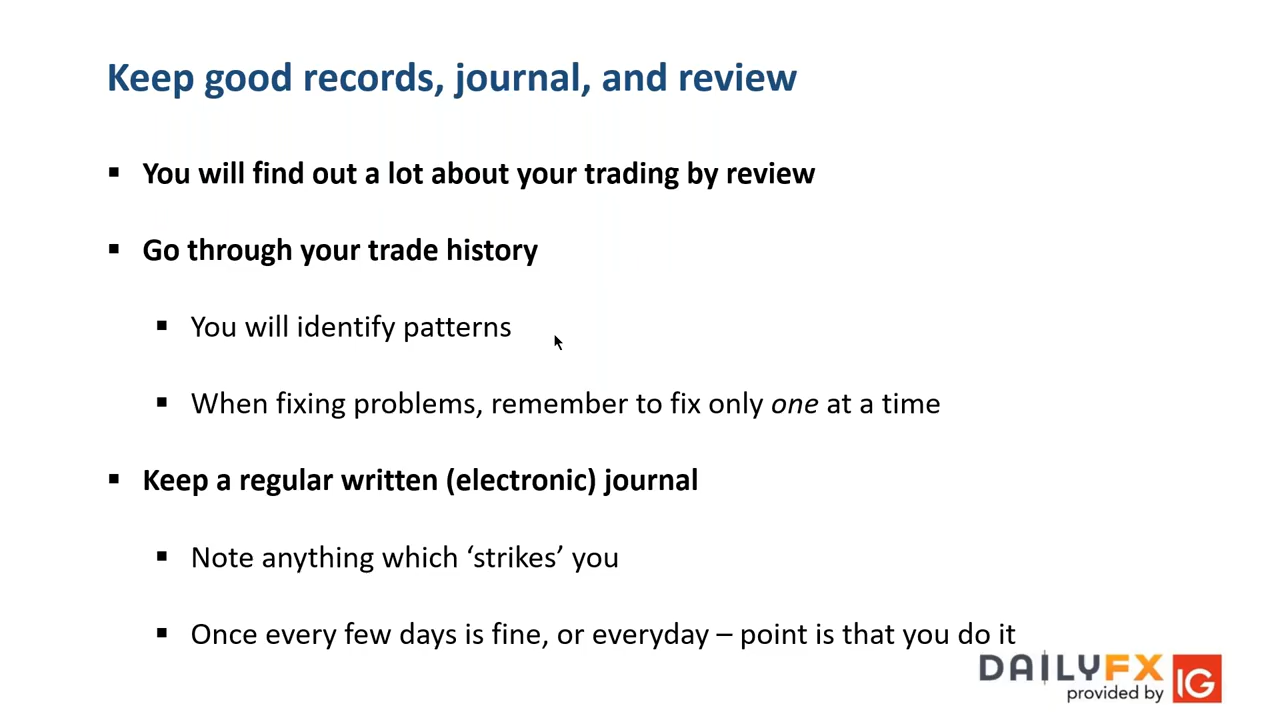 Keep good records, journal, and review
▪ You will find out a lot about your trading by review
▪ Go through your trade history
▪ You will identify patterns
▪ When fixing problems, remember to fix only one at a time
▪ Keep a regular written (electronic) journal
▪ Note anything which ‘strikes’ you
▪ Once every few days is fine, or everyday – point is that you do it
DAILYFX
provided by IG